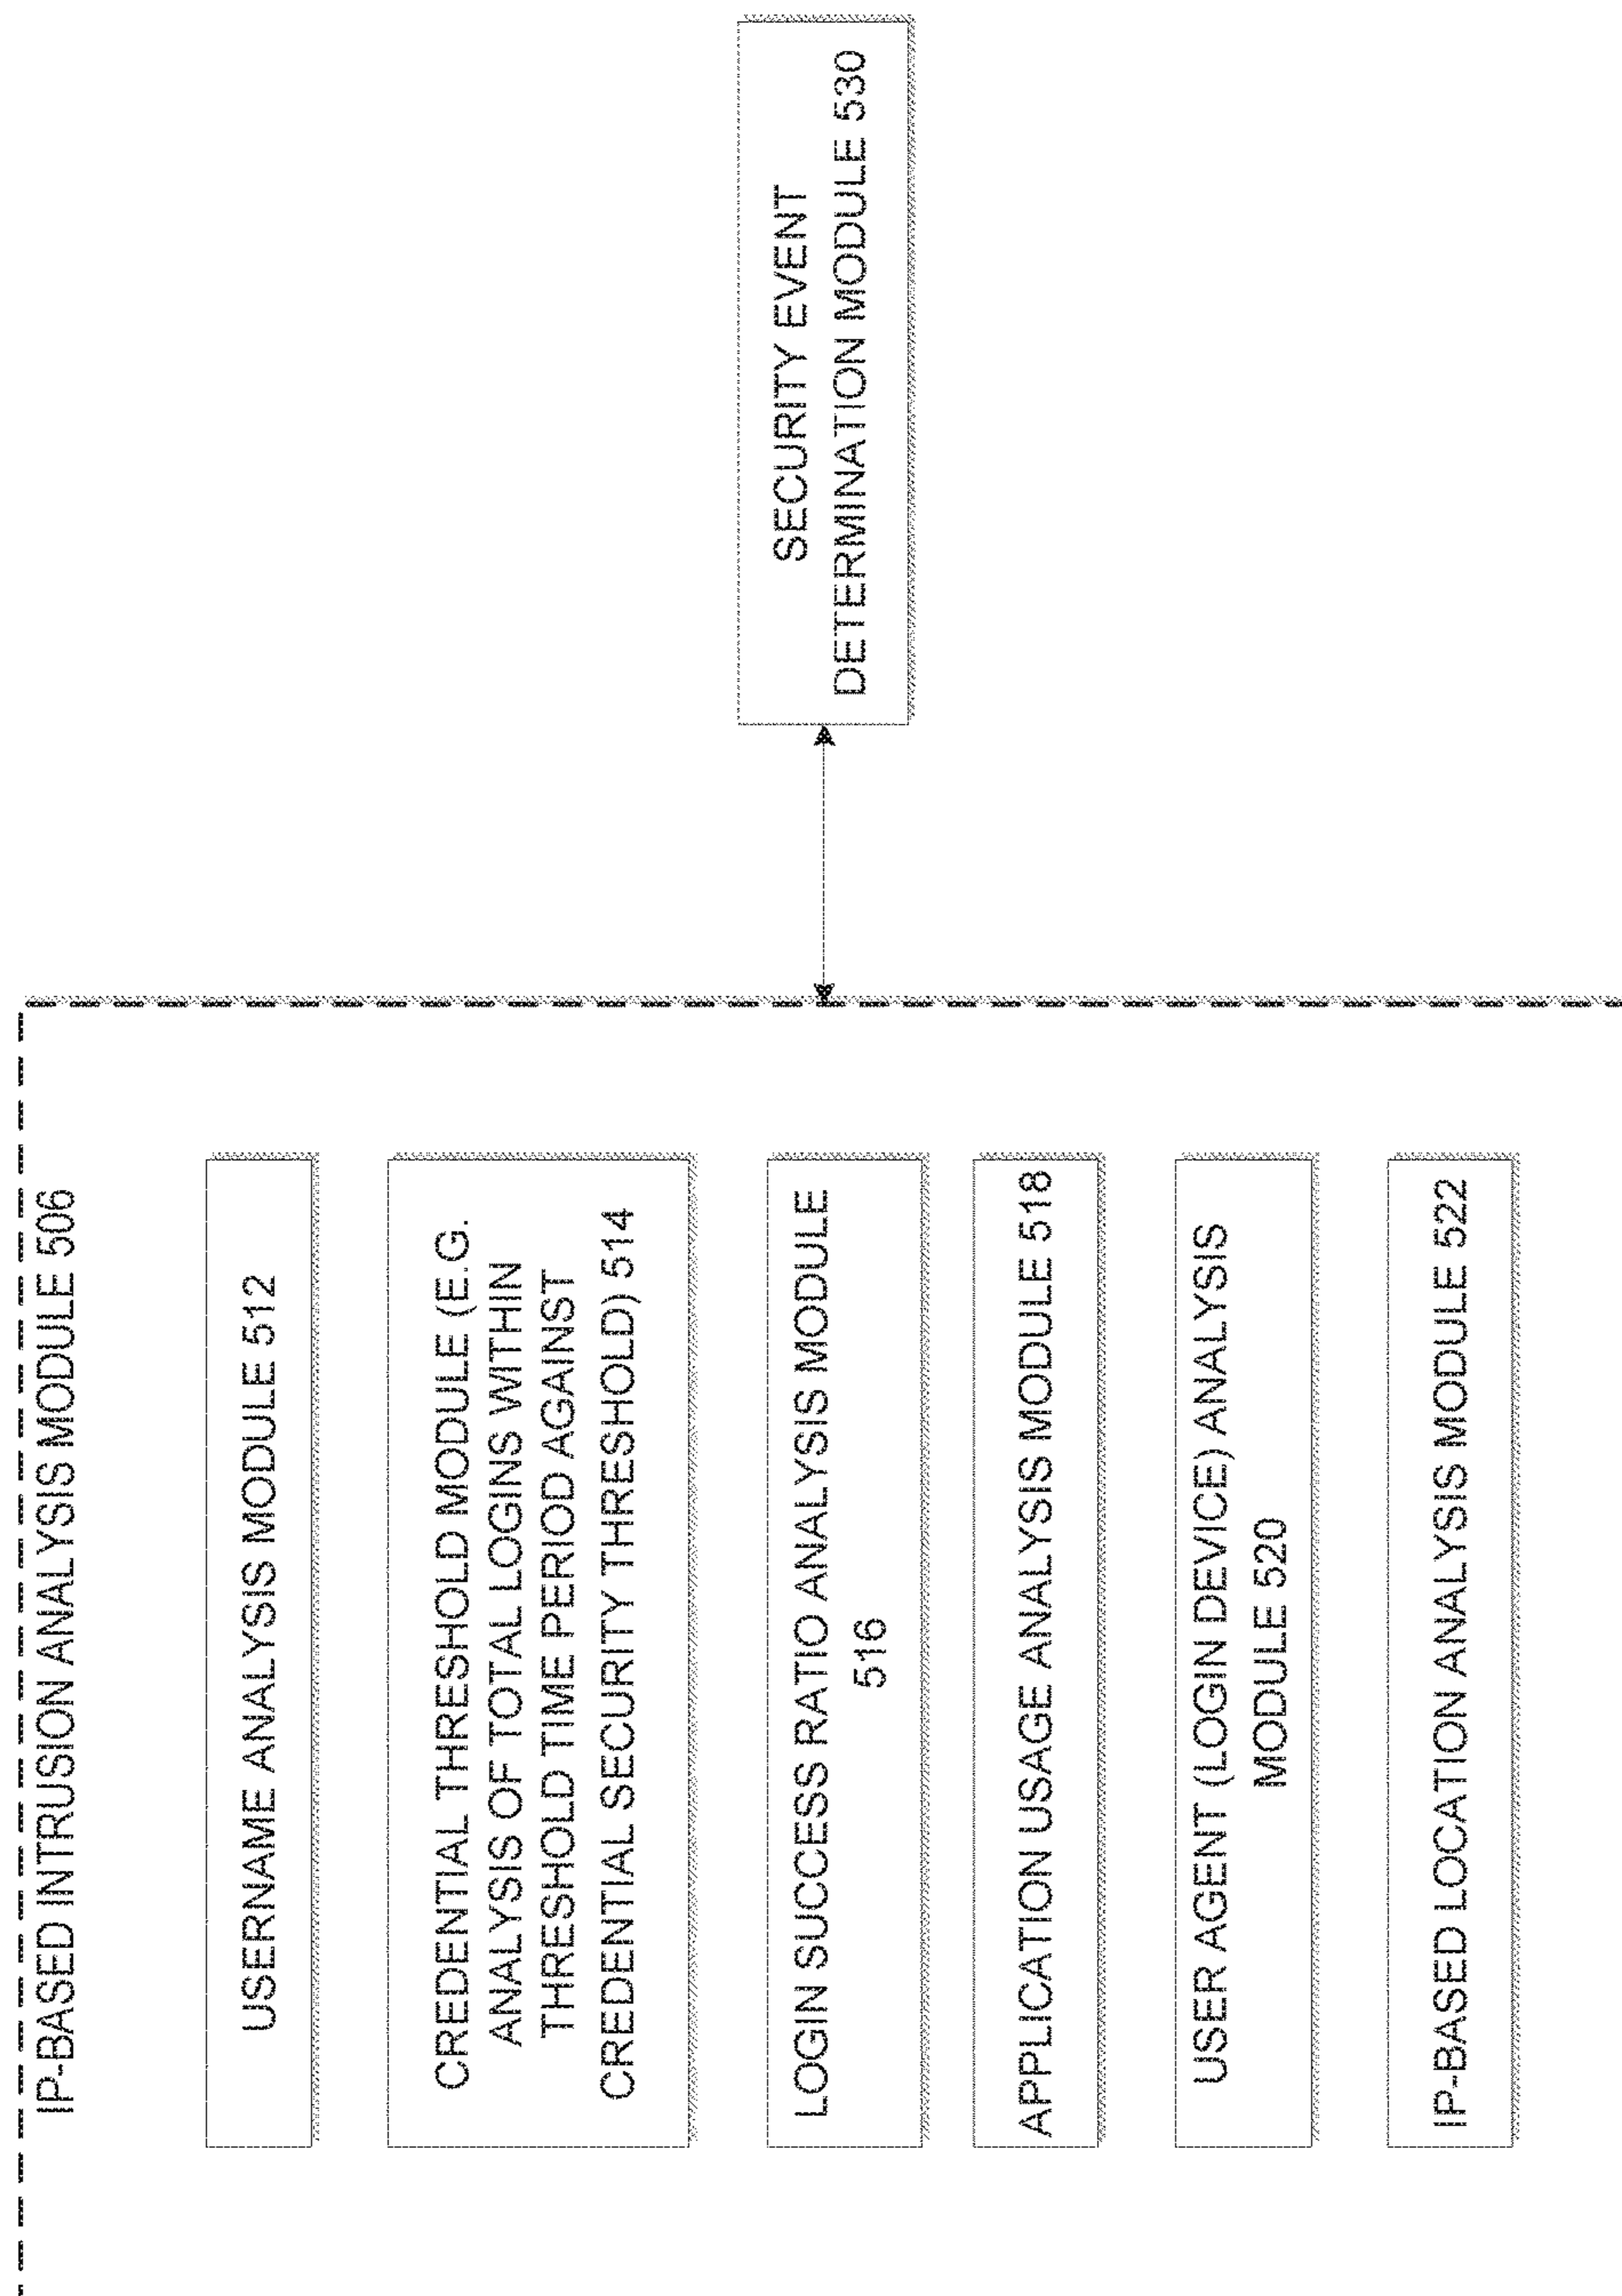 IP-BASED INTRUSION ANALYSIS MODULE 506
USERNAME ANALYSIS MODULE 512
CREDENTIAL THRESHOLD MODULE (E.G.
ANALYSIS OF TOTAL LOGINS WITHIN
THRESHOLD TIME PERIOD AGAINST
CREDENTIAL SECURITY THRESHOLD) 514
LOGIN SUCCESS RATIO ANALYSIS MODULE
516
APPLICATION USAGE ANALYSIS MODULE 518
USER AGENT (LOGIN DEVICE) ANALYSIS
MODULE 520
IP-BASED LOCATION ANALYSIS MODULE 522
SECURITY EVENT
DETERMINATION MODULE 530